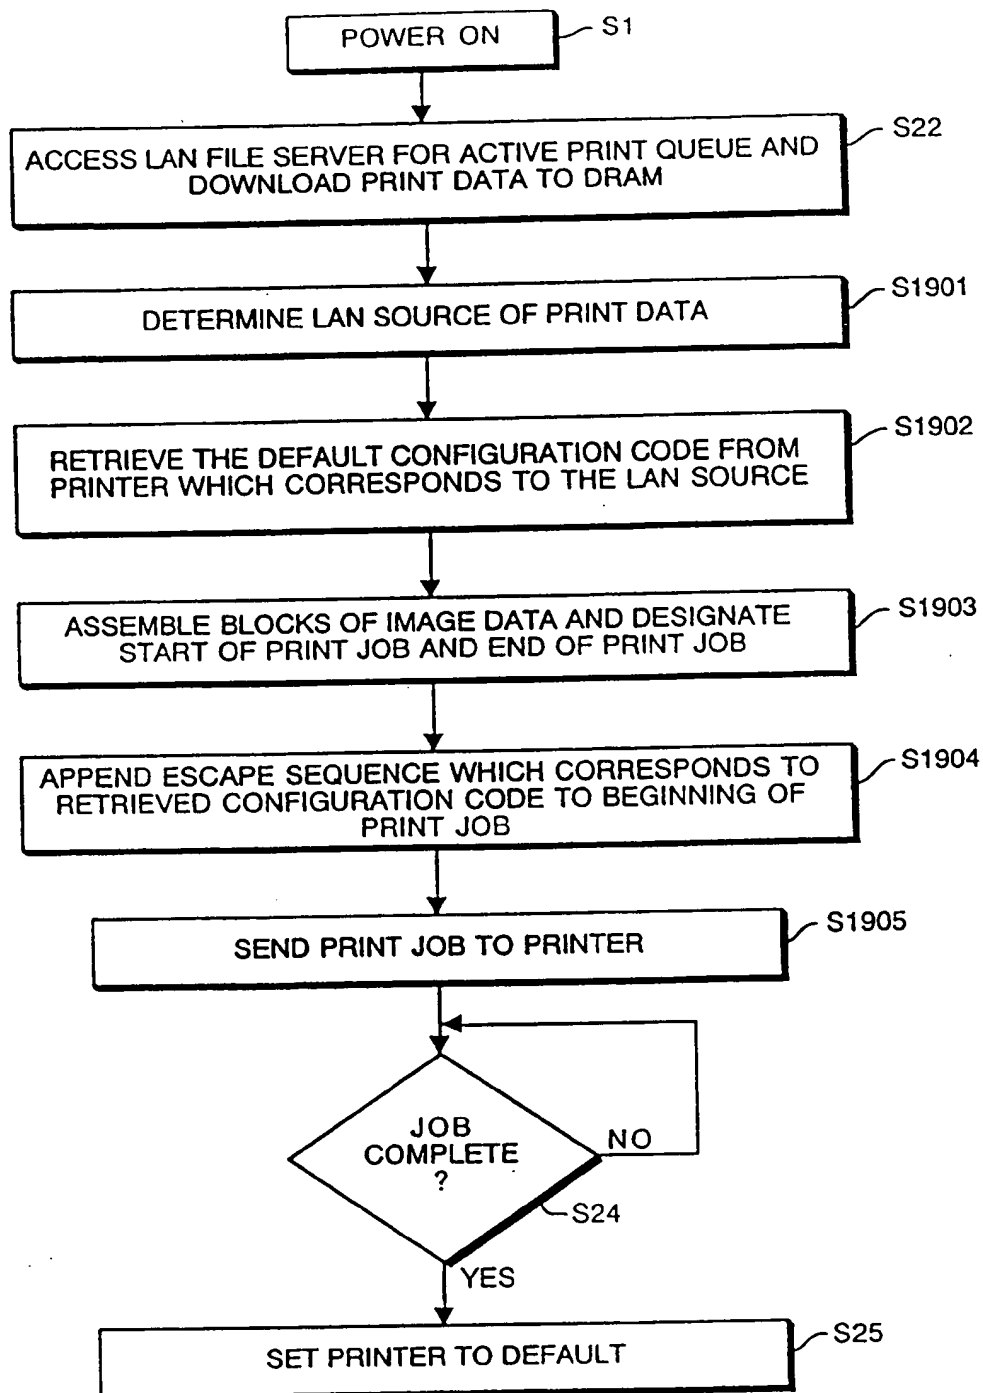 POWER ON
S1
ACCESS LAN FILE SERVER FOR ACTIVE PRINT QUEUE AND
DOWNLOAD PRINT DATA TO DRAM
S22
DETERMINE LAN SOURCE OF PRINT DATA
S1901
RETRIEVE THE DEFAULT CONFIGURATION CODE FROM
PRINTER WHICH CORRESPONDS TO THE LAN SOURCE
S1902
ASSEMBLE BLOCKS OF IMAGE DATA AND DESIGNATE
START OF PRINT JOB AND END OF PRINT JOB
S1903
APPEND ESCAPE SEQUENCE WHICH CORRESPONDS TO
RETRIEVED CONFIGURATION CODE TO BEGINNING OF
PRINT JOB
S1904
SEND PRINT JOB TO PRINTER
S1905
JOB
COMPLETE
?
NO
S24
YES
SET PRINTER TO DEFAULT
S25